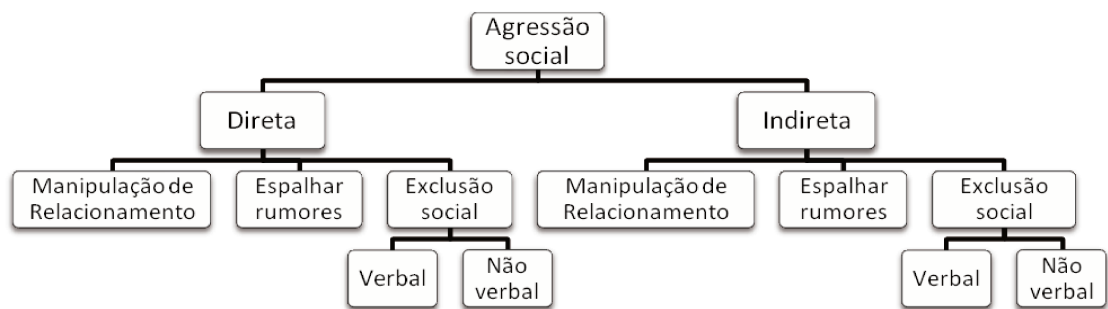 Agressão
social
Direta
Indireta
Manipulação de
Relacionamento
Espalhar
rumores
Exclusão
social
Manipulação de
Relacionamento
Espalhar
rumores
Exclusão
social
Verbal
Não
verbal
Verbal
Não
verbal